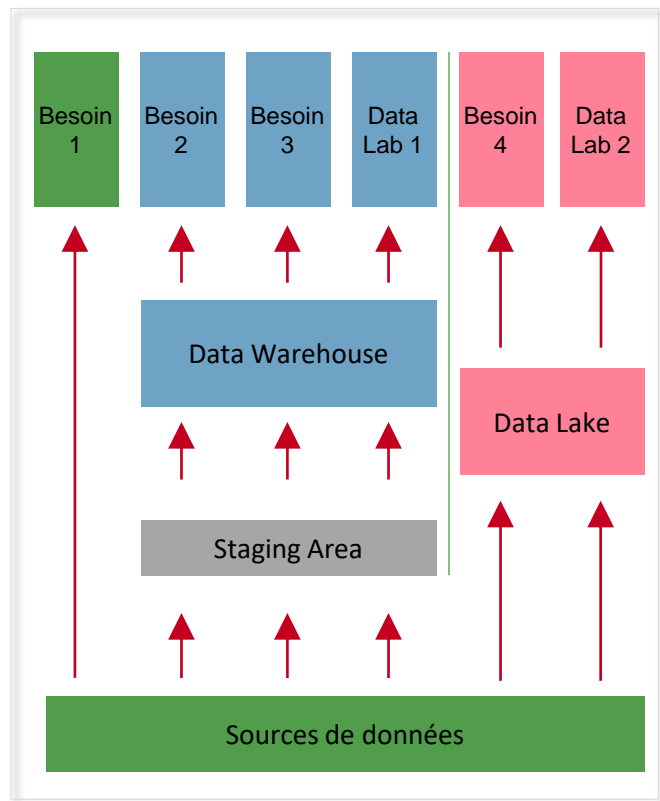 Besoin
1
Besoin
2
Besoin
3
Data
Lab 1
Besoin
4
Data
Lab 2
Data Warehouse
Data Lake
Staging Area
Sources de données